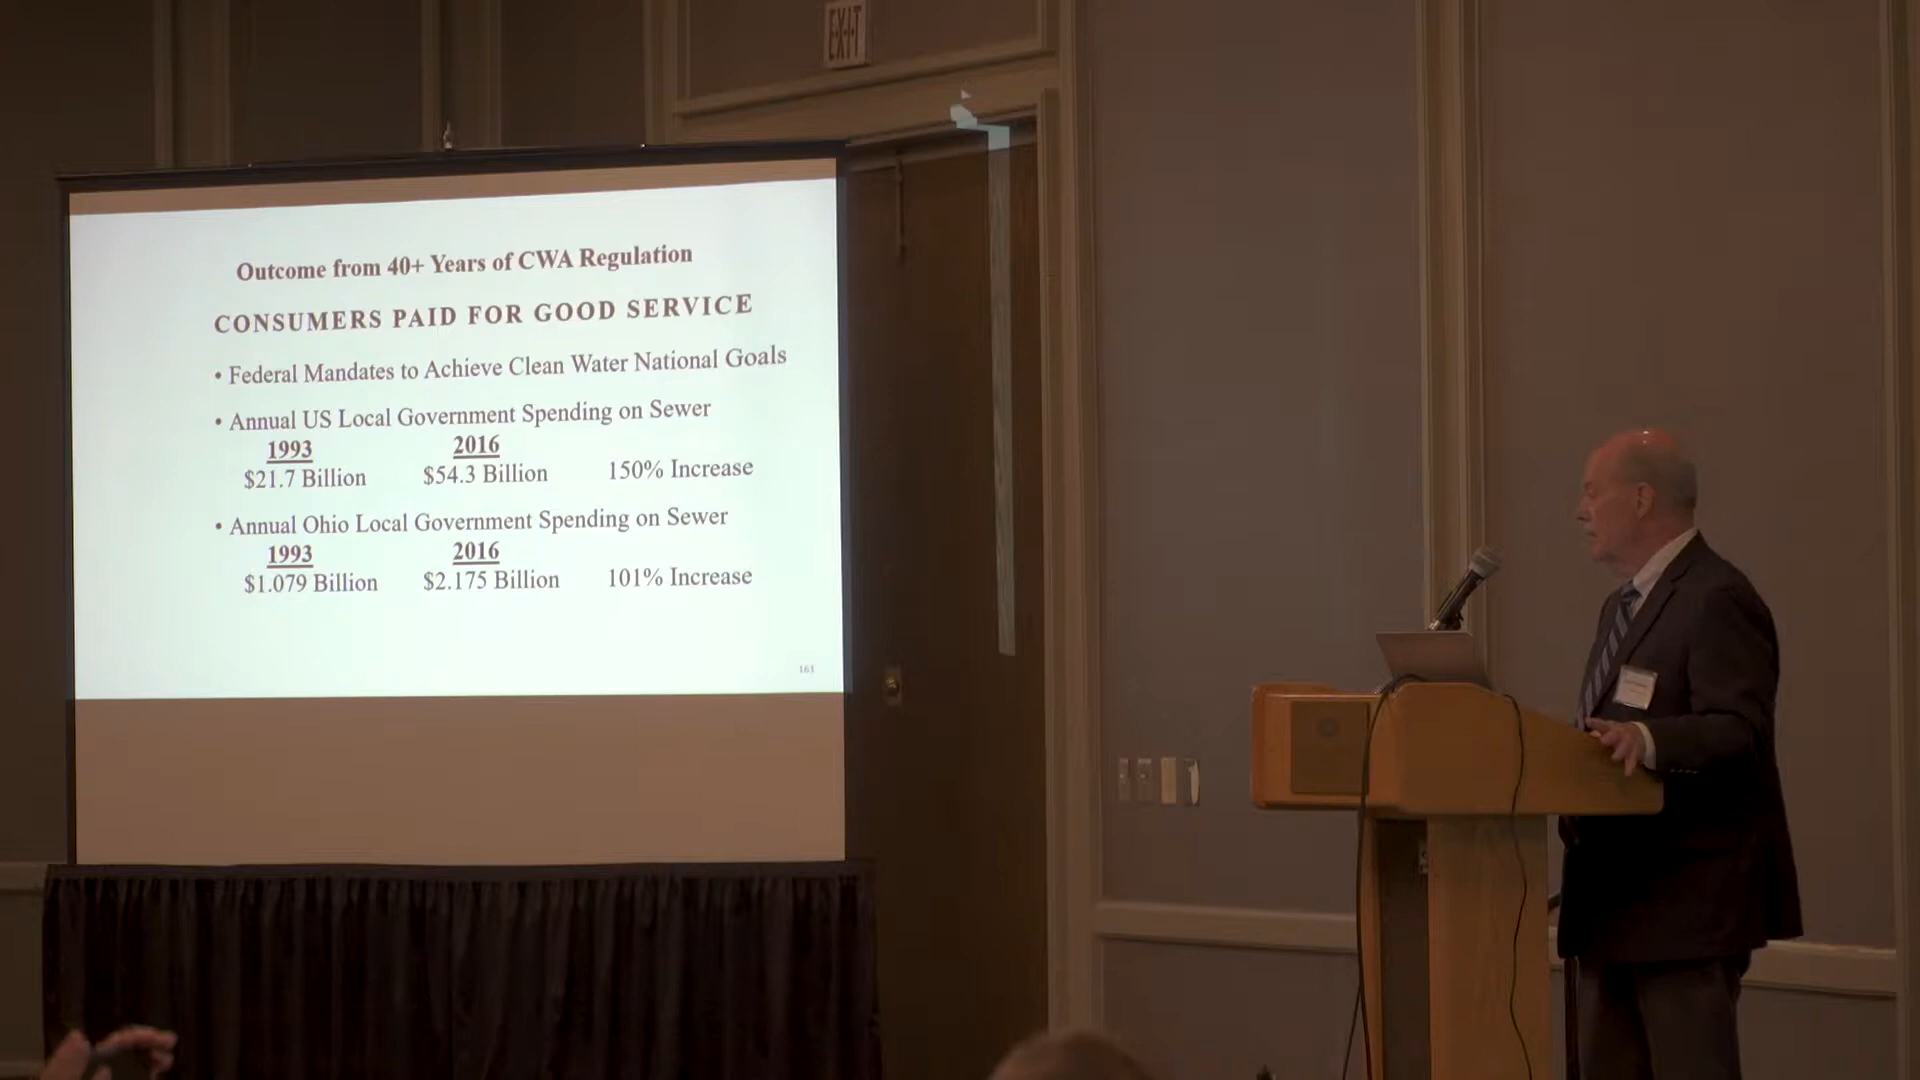 EXIT
Outcome from 40+ Years of CWA Regulation
CONSUMERS PAID FOR GOOD SERVICE
• Federal Mandates to Achieve Clean Water National Goals
• Annual US Local Government Spending on Sewer
1993 2016
$21.7 Billion $54.3 Billion 150% Increase
• Annual Ohio Local Government Spending on Sewer
1993 2016
$1.079 Billion $2.175 Billion 101% Increase
161